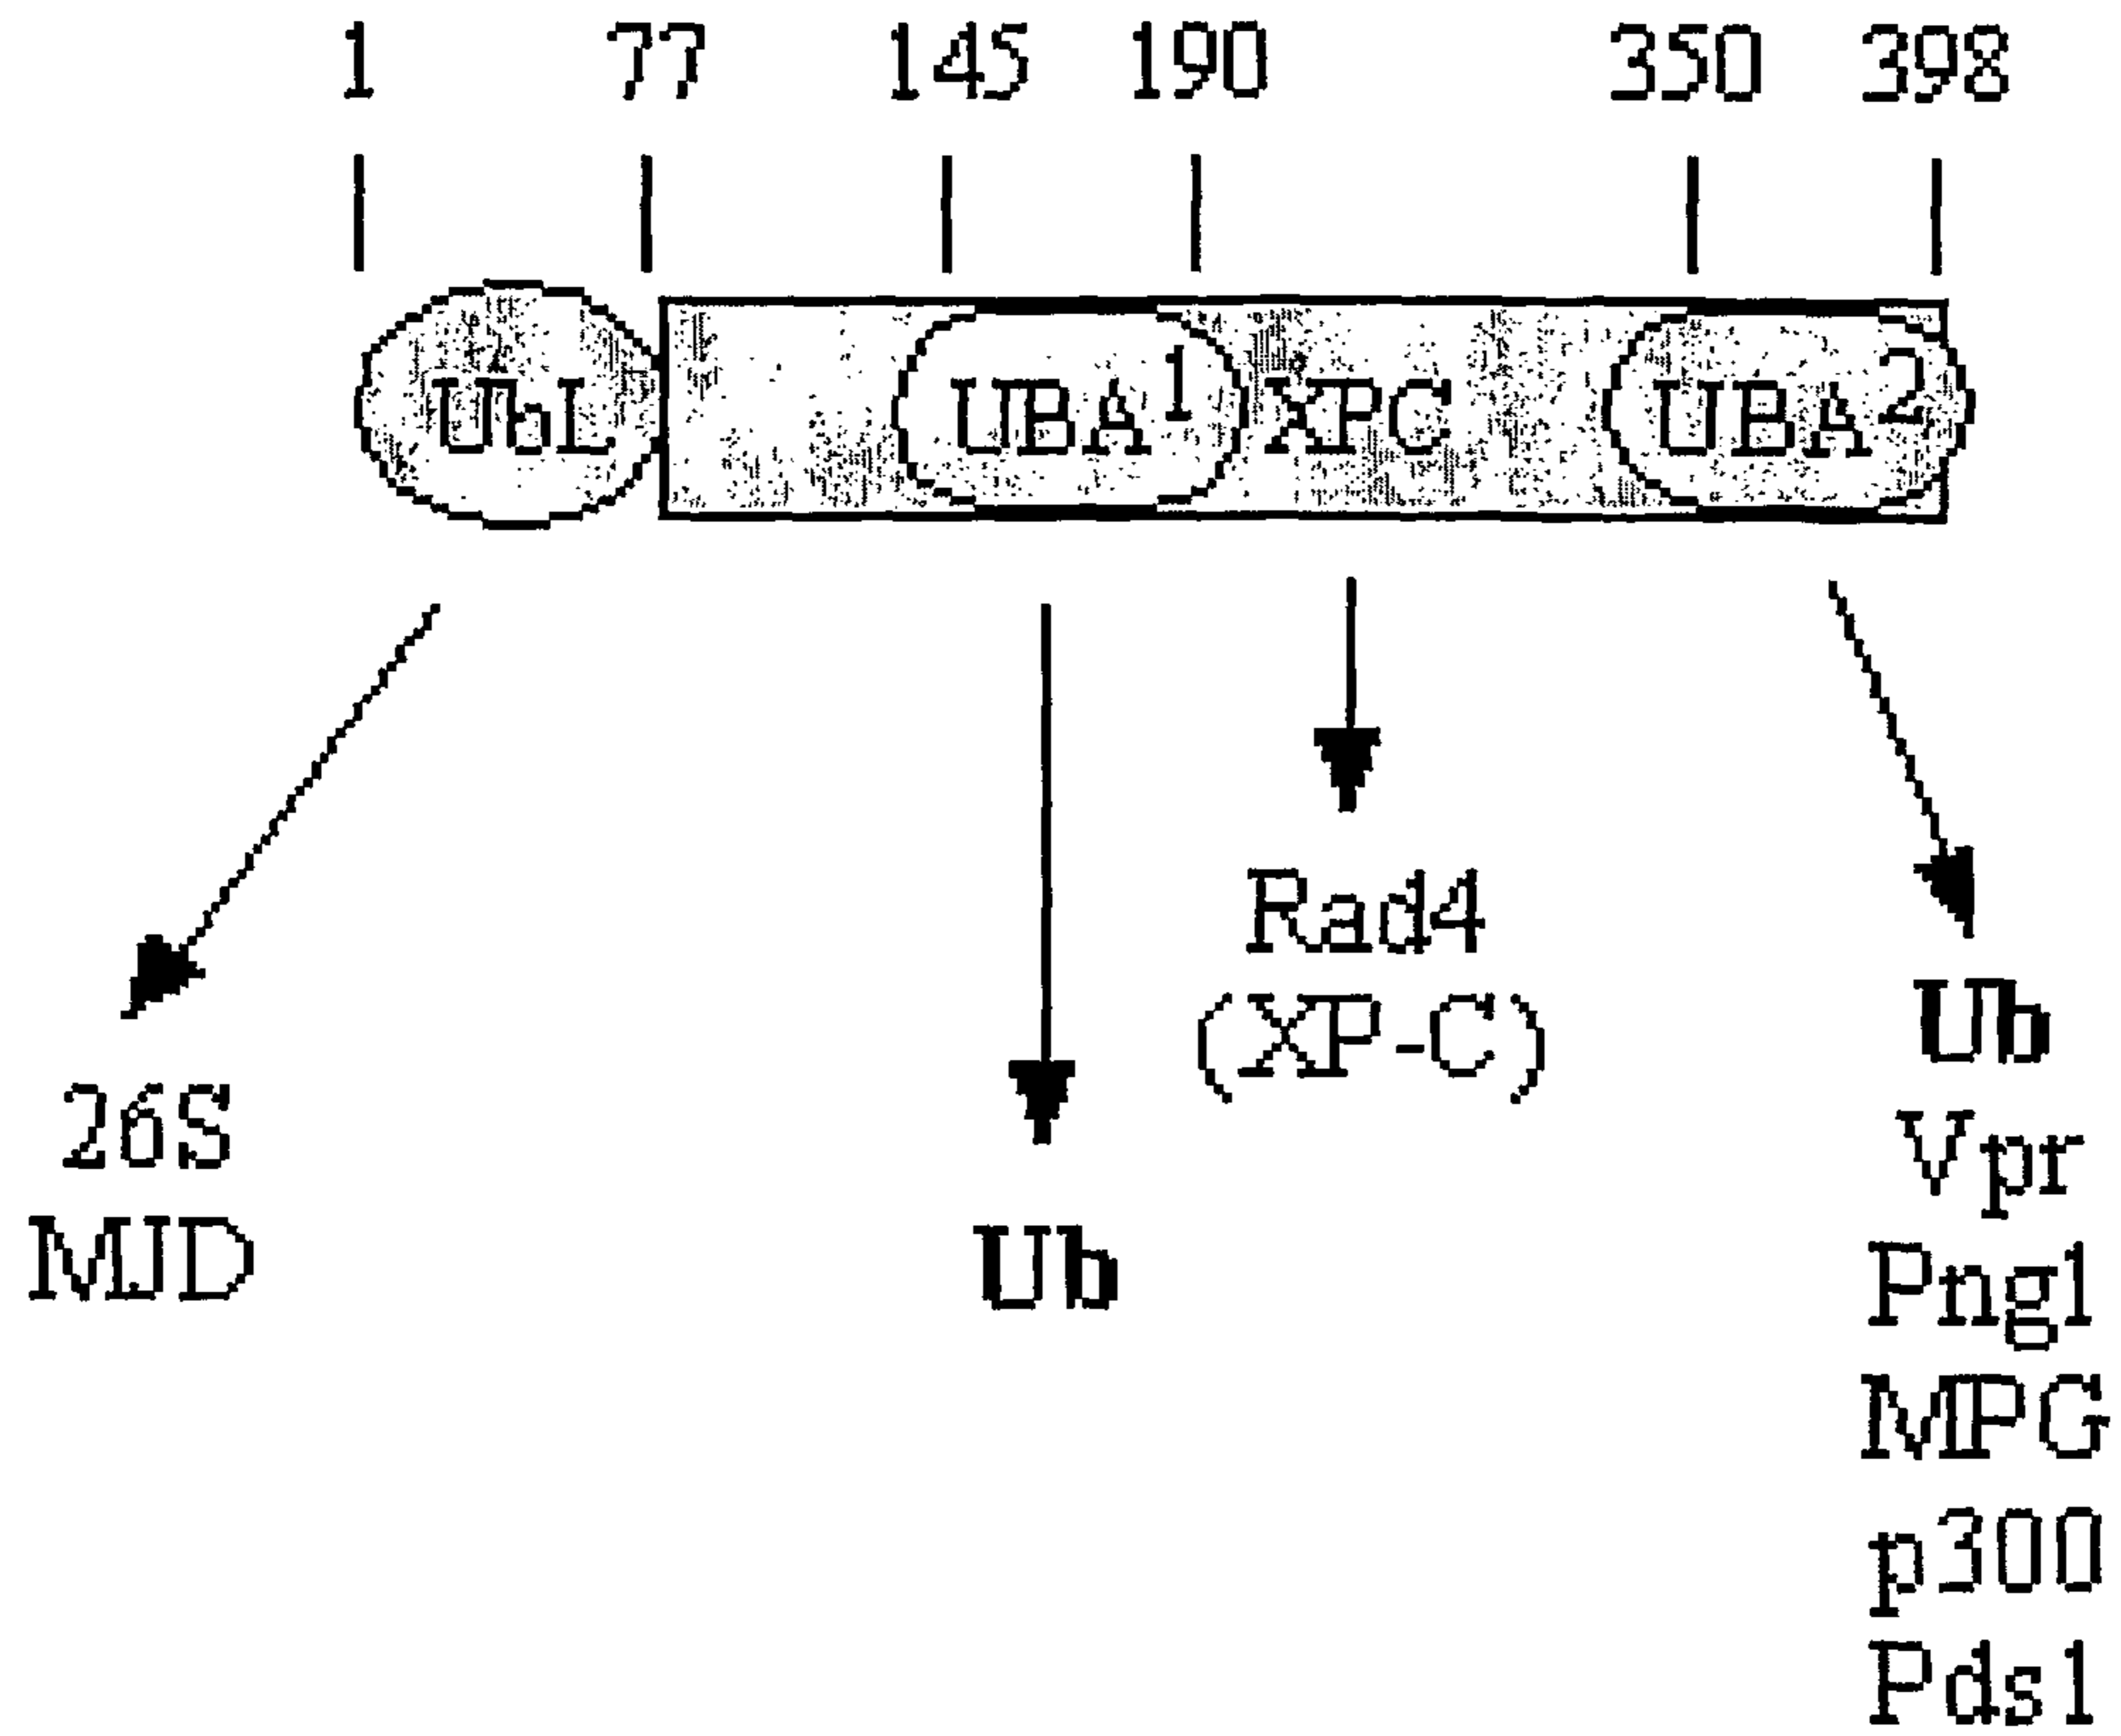 1 77 145 190 350 398
UbL UBA1 XPC UBA2
Rad4
(XP-C)
26S
MJD
Ub
Ub
Vpr
Png1
MPG
p300
Pds1